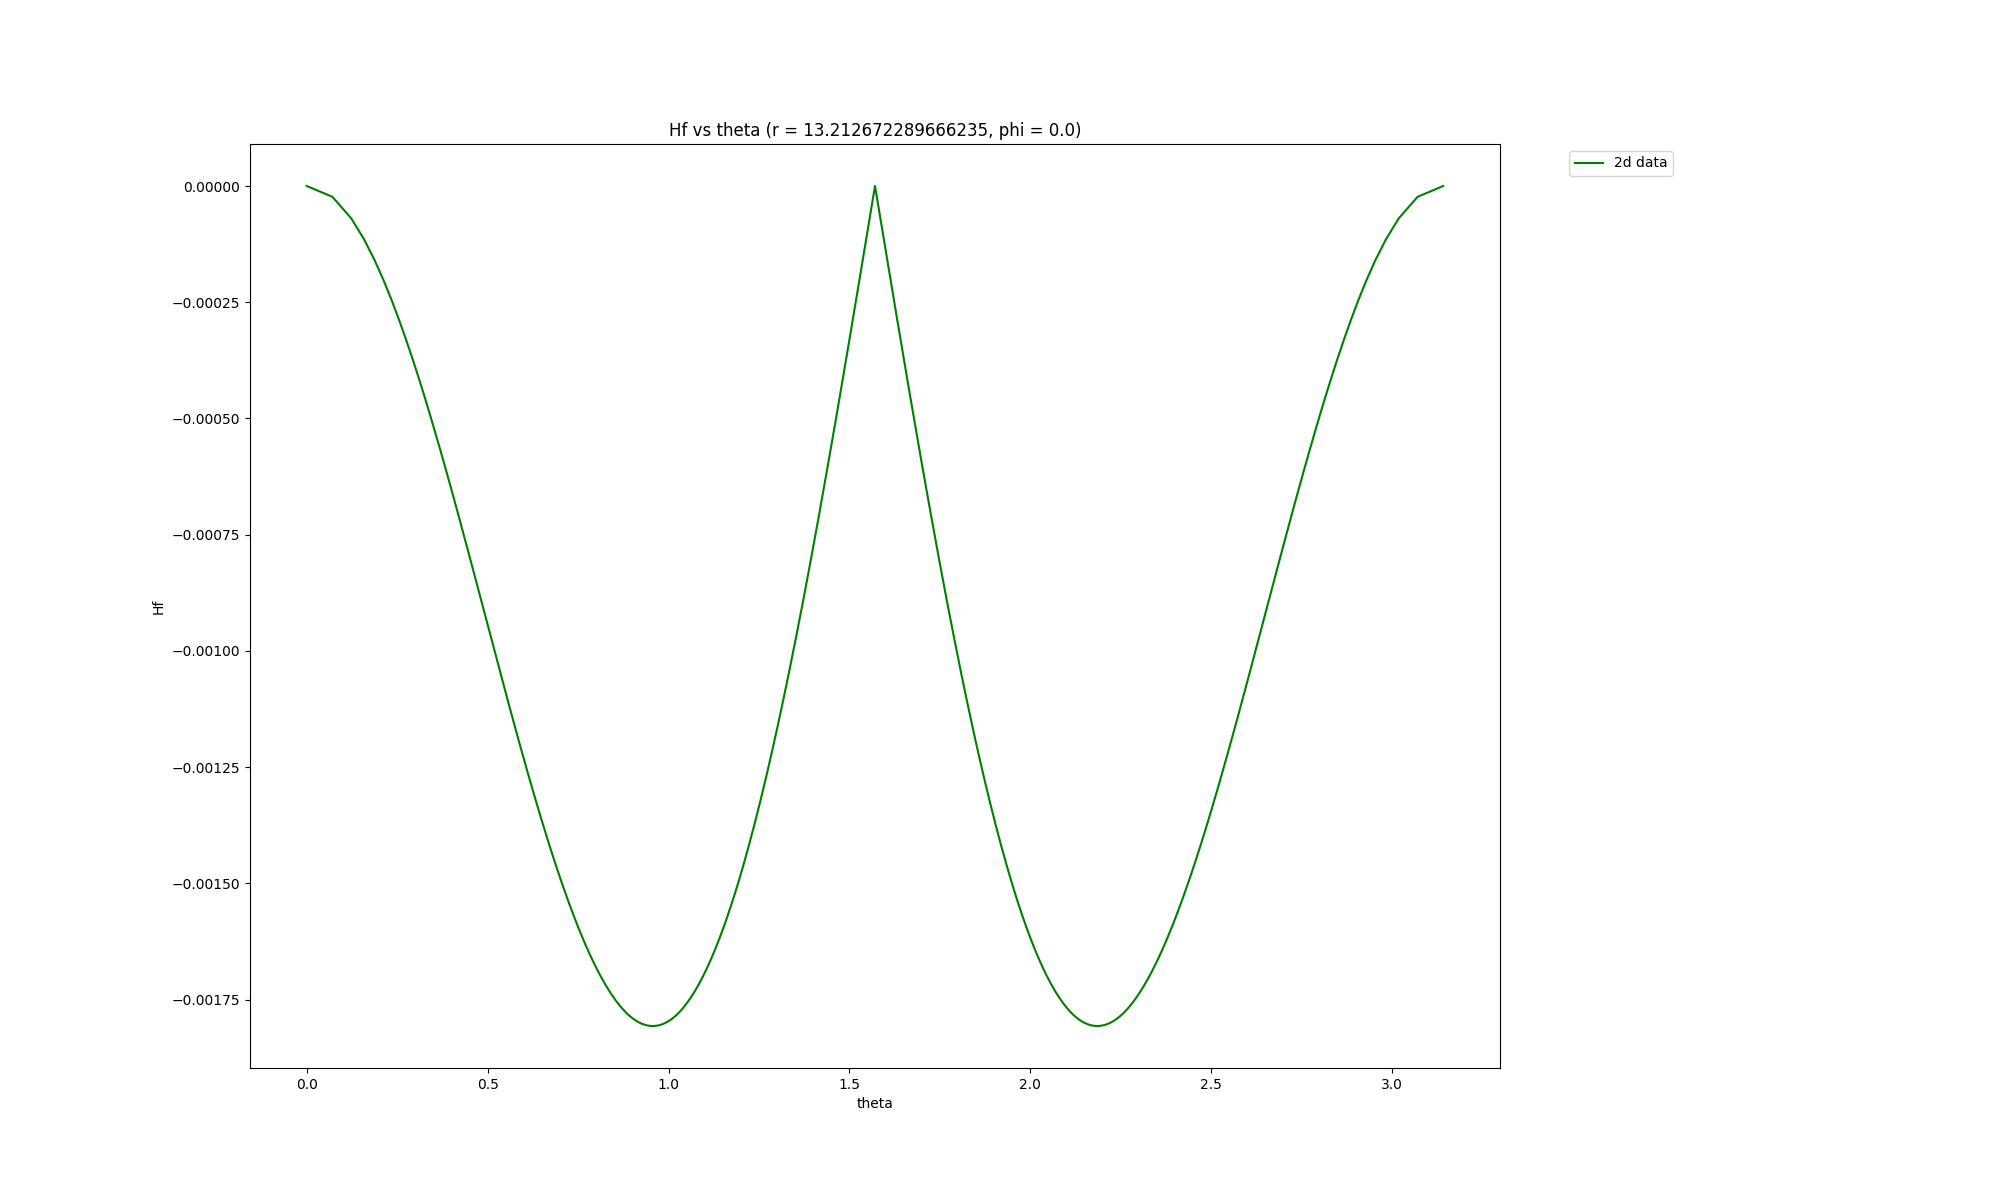 Hf vs theta (r = 13.212672289666235, phi = 0.0)
2d data
0.00000
−0.00025
−0.00050
−0.00075
−0.00100
−0.00125
−0.00150
−0.00175
Hf
0.0 0.5 1.0 1.5 2.0 2.5 3.0
theta